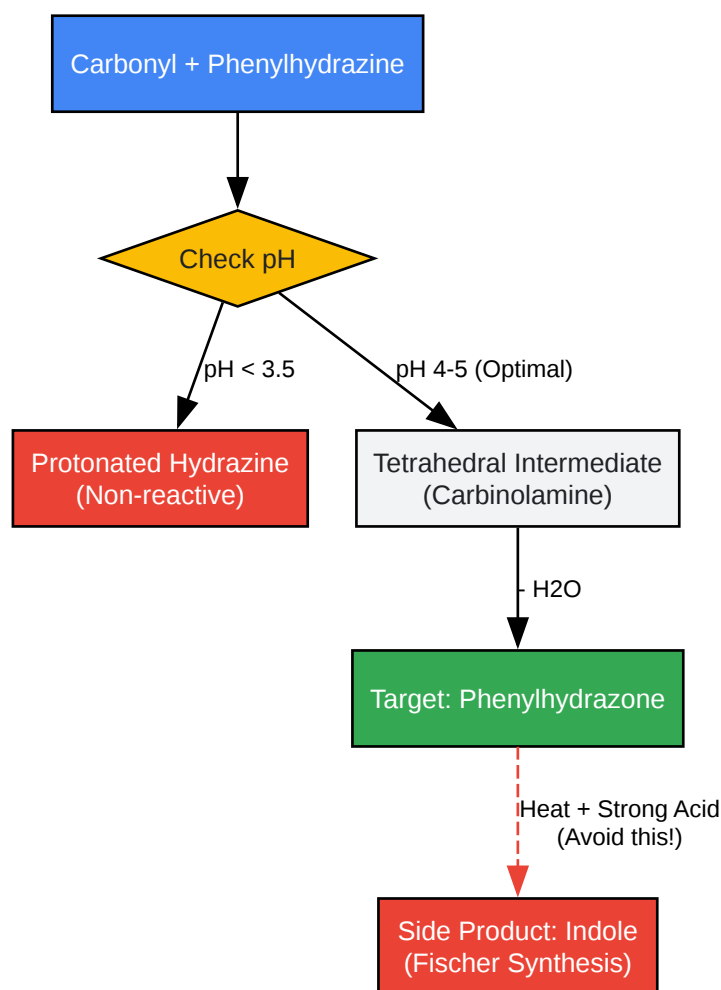 Carbonyl + Phenylhydrazine
Check pH
pH < 3.5
pH 4-5 (Optimal)
Protonated Hydrazine
(Non-reactive)
Tetrahedral Intermediate
(Carbinolamine)
- H2O
Target: Phenylhydrazone
Heat + Strong Acid
(Avoid this!)
Side Product: Indole
(Fischer Synthesis)